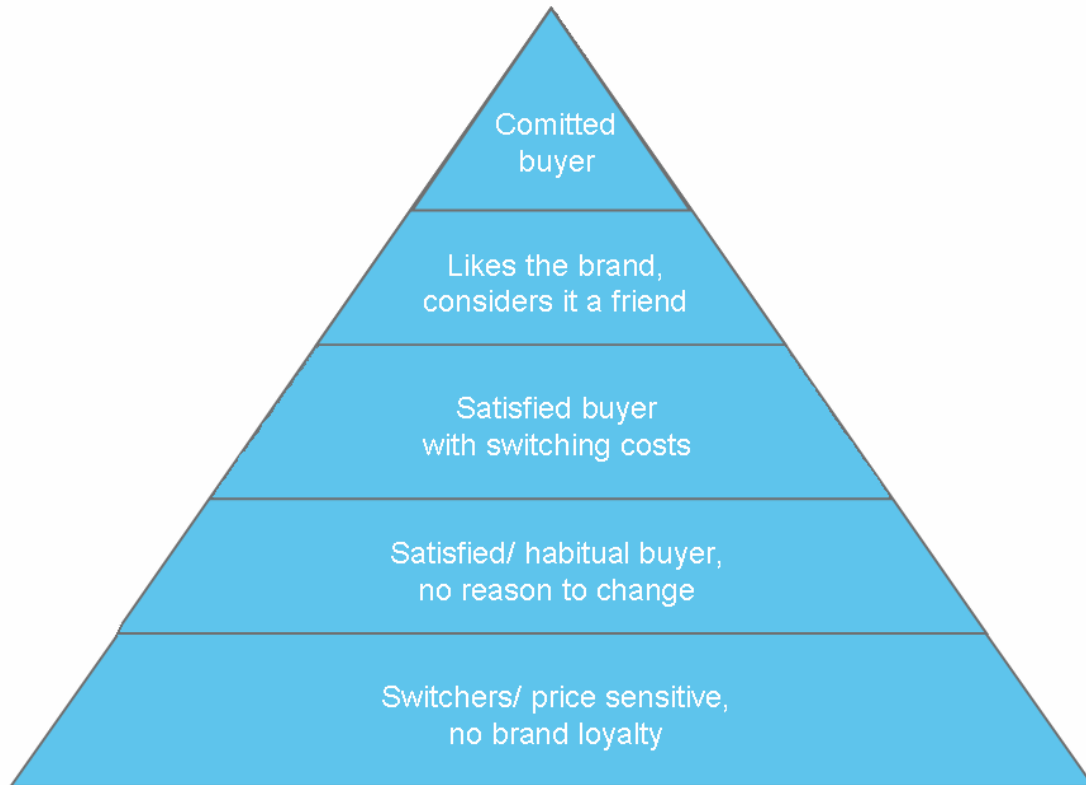 Comitted
buyer
Likes the brand,
considers it a friend
Satisfied buyer
with switching costs
Satisfied/ habitual buyer,
no reason to change
Switchers/ price sensitive,
no brand loyalty